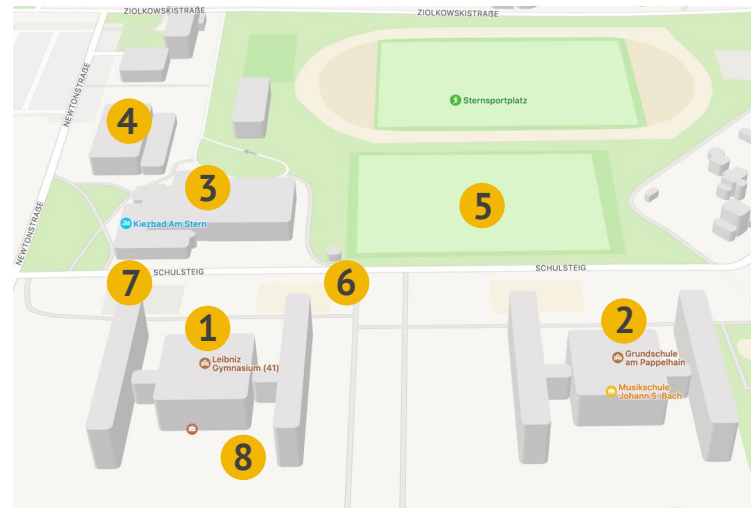 ZIOLKOWSKISTRAßE
ZIOLKOWSKISTRAßE
NEWTONSTRAßE
Sternsportplatz
4
3
5
NEWTONSTRAßE
Kiezbad Am Stern
7
SCHULSTEIG
6
SCHULSTEIG
1
2
Leibniz
Gymnasium (41)
Grundschule
am Pappelhain
Musikschule
Johann S. Bach
8